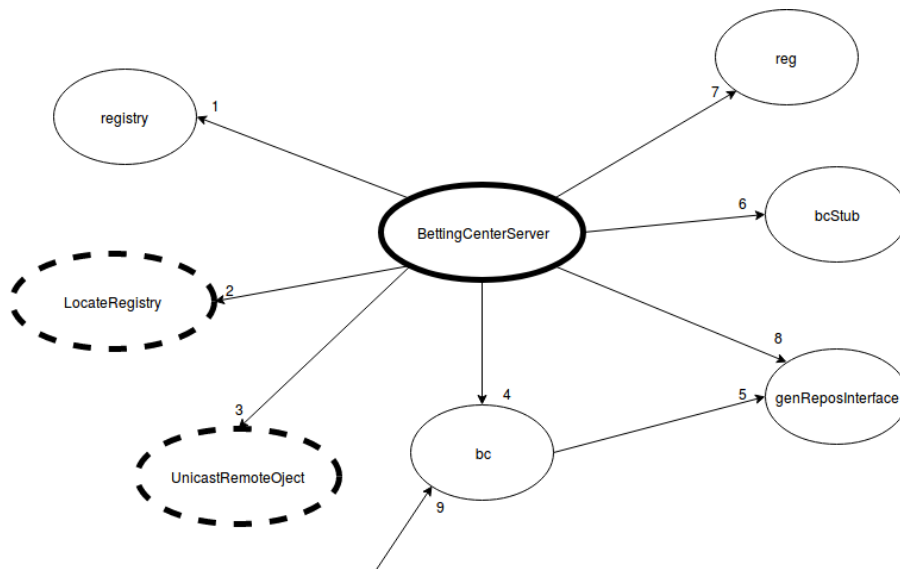 reg
7
1
registry
6
bcStub
BettingCenterServer
2
LocateRegistry
8
3
4
5
genReposInterface
bc
UnicastRemoteOject
9